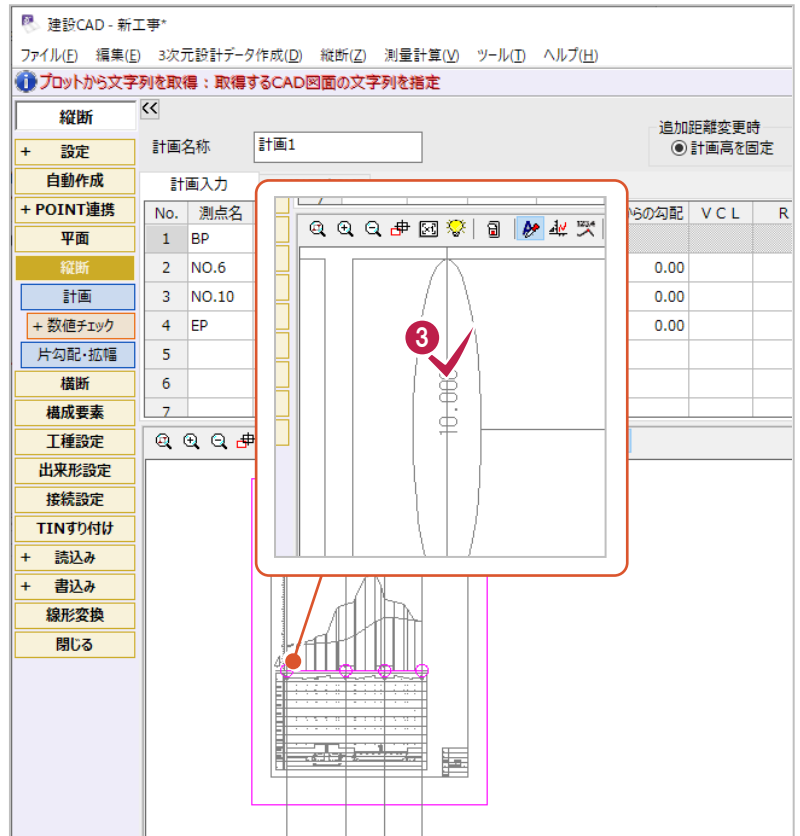 建設CAD - 新工事*
ファイル(F) 編集(E) 3次元設計データ作成(D) 縦断(Z) 測量計算(V) ツール(T) ヘルプ(H)
プロットから文字列を取得：取得するCAD図面の文字列を指定
縦断
<<
追加距離変更時
計画名称 計画1
計画高を固定
+ 設定
自動作成
計画入力
+ POINT連携
No. 測点名
らの勾配 VCL R
平面
1 BP
縦断
2 NO.6 0.00
計画
3 NO.10 0.00
+ 数値チェック
4 EP 0.00
片勾配・拡幅
5
横断
6
構成要素
7
工種設定
出来形設定
接続設定
TINすり付け
+ 読込み
+ 書込み
線形変換
閉じる
3